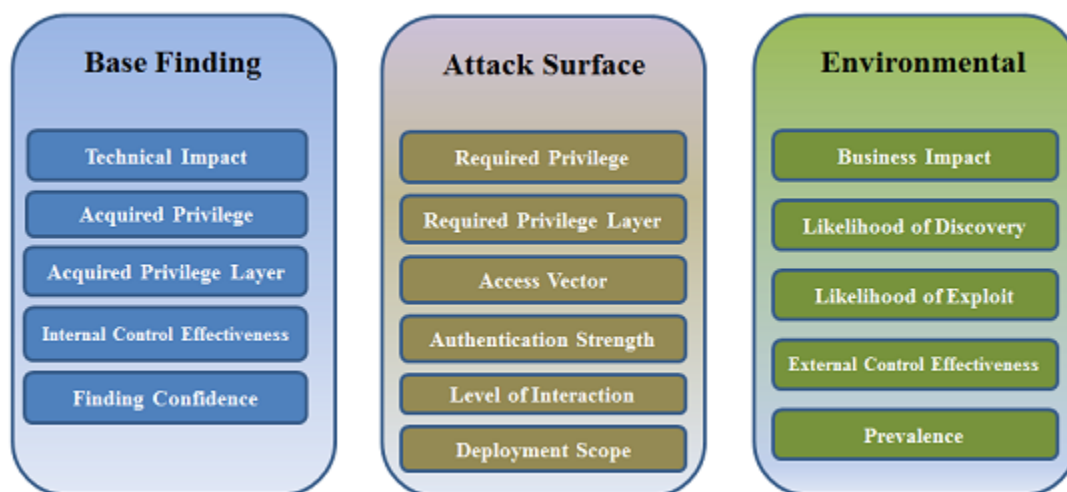 Base Finding
Technical Impact
Acquired Privilege
Acquired Privilege Layer
Internal Control Effectiveness
Finding Confidence
Attack Surface
Required Privilege
Required Privilege Layer
Access Vector
Authentication Strength
Level of Interaction
Deployment Scope
Environmental
Business Impact
Likelihood of Discovery
Likelihood of Exploit
External Control Effectiveness
Prevalence